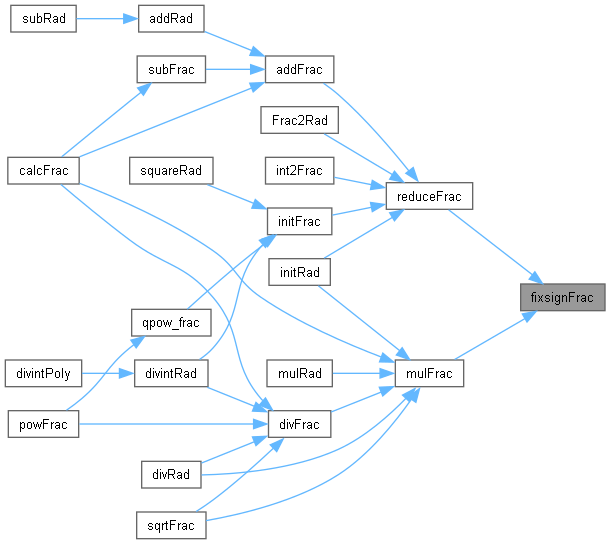 subRad
addRad
subFrac
addFrac
Frac2Rad
calcFrac
squareRad
int2Frac
reduceFrac
initFrac
initRad
fixsignFrac
qpow_frac
divintPoly
divintRad
mulRad
mulFrac
powFrac
divFrac
divRad
sqrtFrac